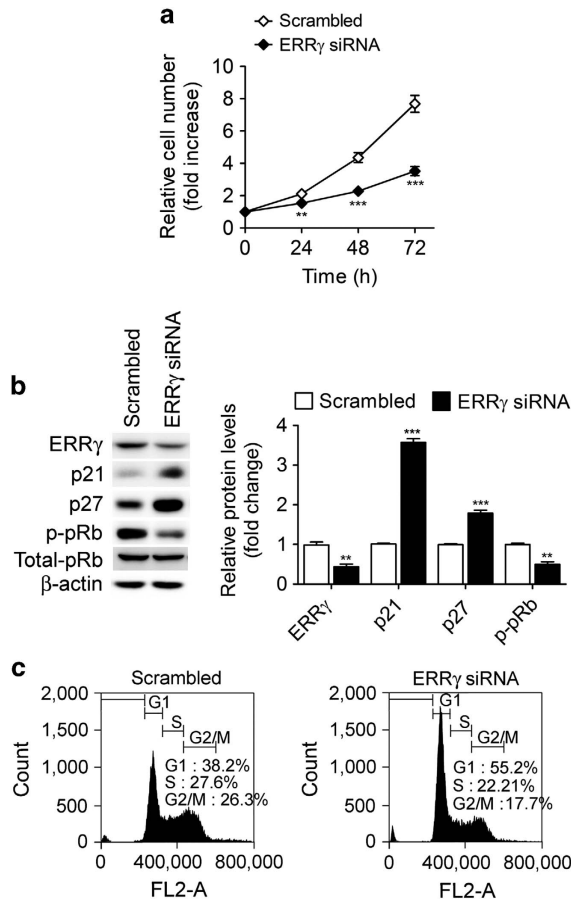 a
Scrambled
ERRγ siRNA
Relative cell number
(fold increase)
10
8
6
4
2
0
0 24 48 72
** *** ***
Time (h)
b
Scrambled
ERRγ siRNA
ERRγ
p21
p27
p-pRb
Total-pRb
β-actin
Scrambled ERRγ siRNA
Relative protein levels
(fold change)
4
3
2
1
0
** *** *** **
ERRγ p21 p27 p-pRb
c
Scrambled
Count
2,000
1,500
1,000
500
0
G1
S
G2/M
G1 : 38.2%
S : 27.6%
G2/M : 26.3%
0 400,000 800,000
FL2-A
ERRγ siRNA
Count
2,000
1,500
1,000
500
0
G1
S
G2/M
G1 : 55.2%
S : 22.21%
G2/M :17.7%
0 400,000 800,000
FL2-A